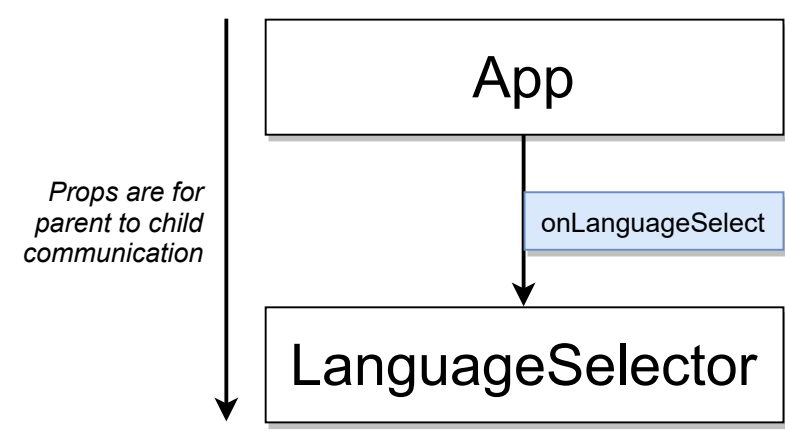 App
Props are for
parent to child
communication
onLanguageSelect
LanguageSelector